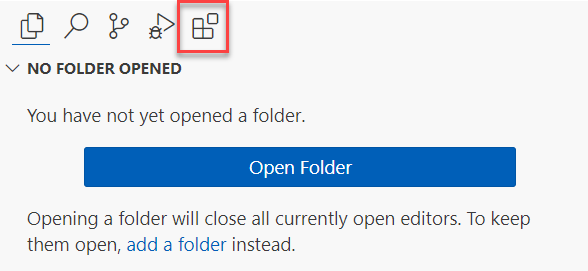 NO FOLDER OPENED
You have not yet opened a folder.
Open Folder
Opening a folder will close all currently open editors. To keep
them open, add a folder instead.